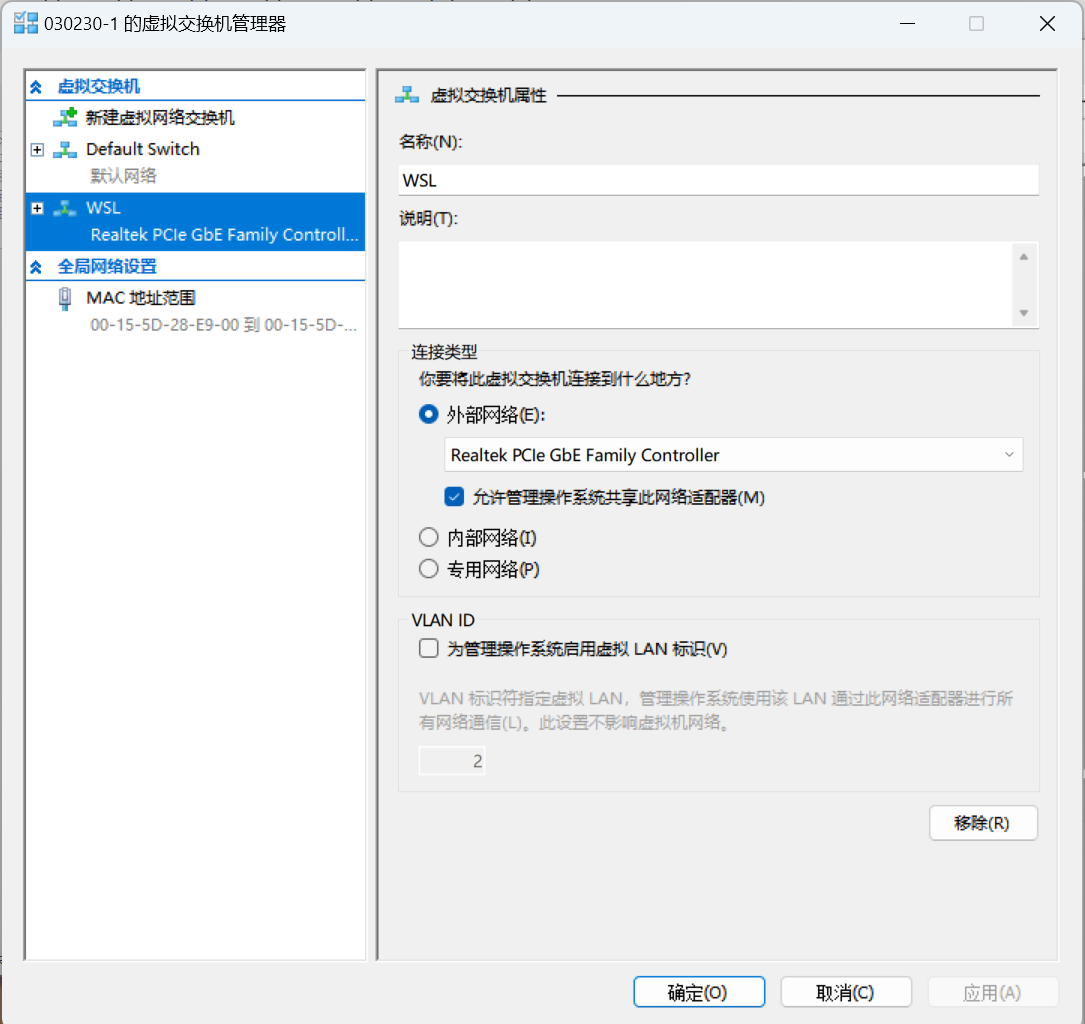 030230-1 的虚拟交换机管理器
虚拟交换机
新建虚拟网络交换机
Default Switch
默认网络
WSL
Realtek PCIe GbE Family Controll...
全局网络设置
MAC 地址范围
00-15-5D-28-E9-00 到 00-15-5D-...
虚拟交换机属性
名称(N):
WSL
说明(T):
连接类型
你要将此虚拟交换机连接到什么地方?
外部网络(E):
Realtek PCIe GbE Family Controller
允许管理操作系统共享此网络适配器(M)
内部网络(I)
专用网络(P)
VLAN ID
为管理操作系统启用虚拟 LAN 标识(V)
VLAN 标识符指定虚拟 LAN，管理操作系统使用该 LAN 通过此网络适配器进行所
有网络通信(L)。此设置不影响虚拟机网络。
2
移除(R)
确定(O)
取消(C)
应用(A)